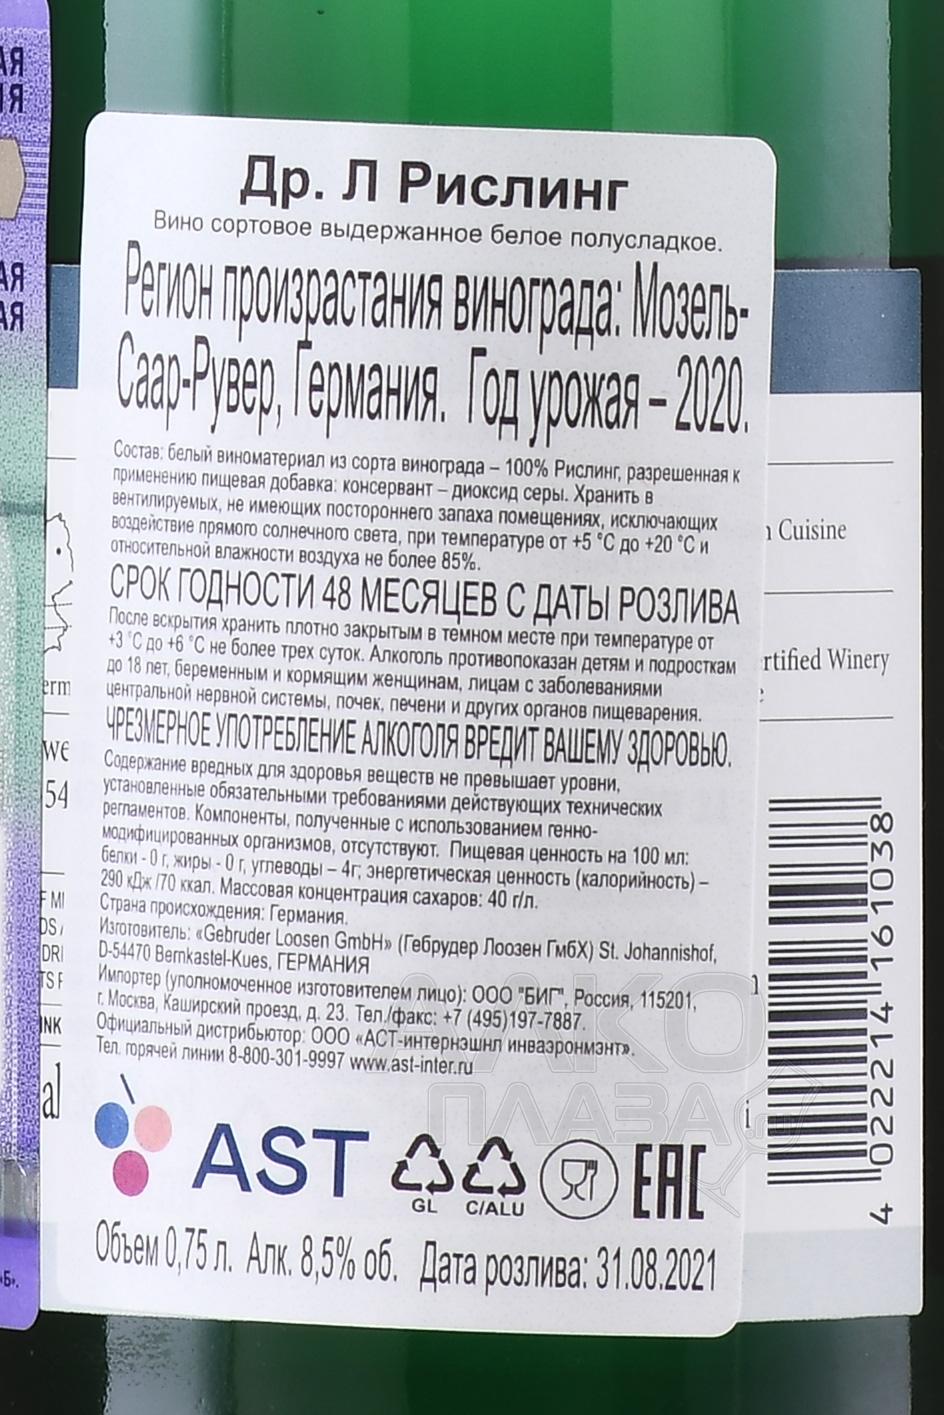 Др. Л Рислинг
Вино сортовое выдержанное белое полусладкое.
Регион произрастания винограда: Мозель-
Саар-Рувер, Германия. Год урожая – 2020.
Состав: белый виноматериал из сорта винограда – 100% Рислинг, разрешенная к
применению пищевая добавка: консервант – диоксид серы. Хранить в
вентилируемых, не имеющих постороннего запаха помещениях, исключающих
воздействие прямого солнечного света, при температуре от +5 °С до +20 °С и
относительной влажности воздуха не более 85%.
СРОК ГОДНОСТИ 48 МЕСЯЦЕВ С ДАТЫ РОЗЛИВА
После вскрытия хранить плотно закрытым в темном месте при температуре от
+3 °С до +6 °С не более трех суток. Алкоголь противопоказан детям и подросткам
до 18 лет, беременным и кормящим женщинам, лицам с заболеваниями
центральной нервной системы, почек, печени и других органов пищеварения.
ЧРЕЗМЕРНОЕ УПОТРЕБЛЕНИЕ АЛКОГОЛЯ ВРЕДИТ ВАШЕМУ ЗДОРОВЬЮ.
Содержание вредных для здоровья веществ не превышает уровни,
установленные обязательными требованиями действующих технических
регламентов. Компоненты, полученные с использованием генно-
модифицированных организмов, отсутствуют. Пищевая ценность на 100 мл:
белки - 0 г, жиры - 0 г, углеводы – 4г; энергетическая ценность (калорийность) –
290 кДж /70 ккал. Массовая концентрация сахаров: 40 г/л.
Страна происхождения: Германия.
Изготовитель: «Gebruder Loosen GmbH» (Гебрудер Лоозен ГмбХ) St. Johannishof,
D-54470 Bernkastel-Kues, ГЕРМАНИЯ
Импортер (уполномоченное изготовителем лицо): ООО "БИГ", Россия, 115201,
г. Москва, Каширский проезд, д. 23. Тел./факс: +7 (495)197-7887.
Официальный дистрибьютор: ООО «АСТ-интернэшнл инваэронмэнт».
Тел. горячей линии 8-800-301-9997 www.ast-inter.ru
AST
GL
C/ALU
EAC
Объем 0,75 л. Алк. 8,5% об. Дата розлива: 31.08.2021
Cuisine
Winery
4 022214 161038
АЛКО
ПЛАЗА